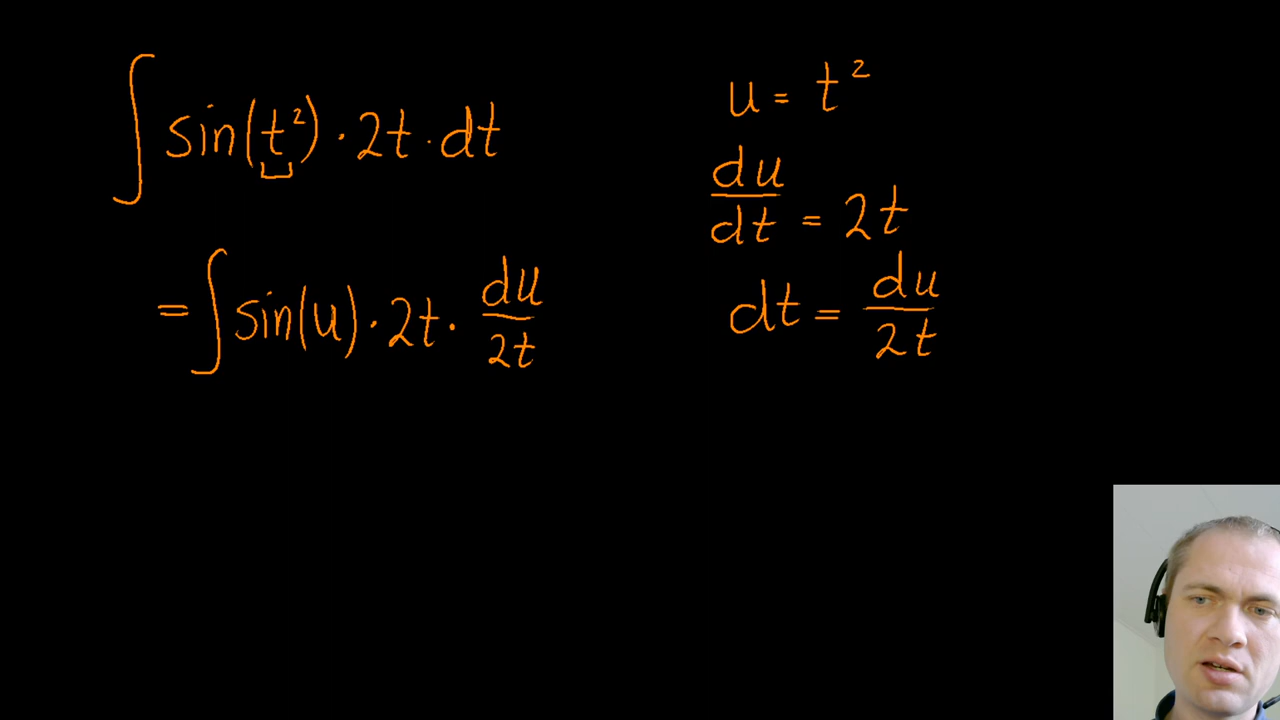 ∫ sin(t²) · 2t · dt
= ∫ sin(u) · 2t · du/2t
u = t²
du/dt = 2t
dt = du/2t